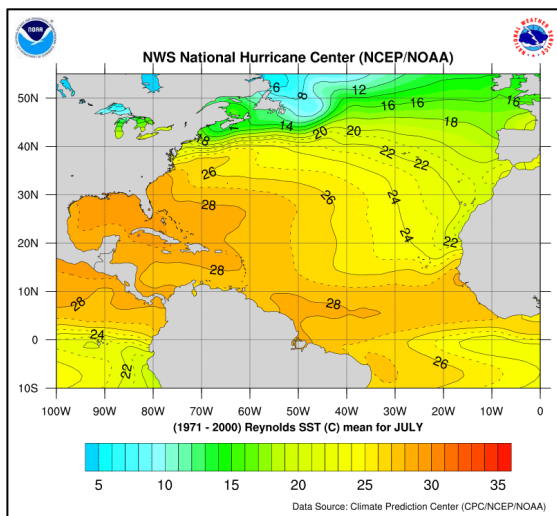 NOAA
NATIONAL WEATHER SERVICE
NWS National Hurricane Center (NCEP/NOAA)
6 8 12 16
50N 16 16
14 20 20 18
40N 18 22 22
26 24
30N 28 26
24
20N 22
28
10N 28 28
0 24
22 26
10S
100W 90W 80W 70W 60W 50W 40W 30W 20W 10W 0
(1971 - 2000) Reynolds SST (C) mean for JULY
5 10 15 20 25 30 35
Data Source: Climate Prediction Center (CPC/NCEP/NOAA)